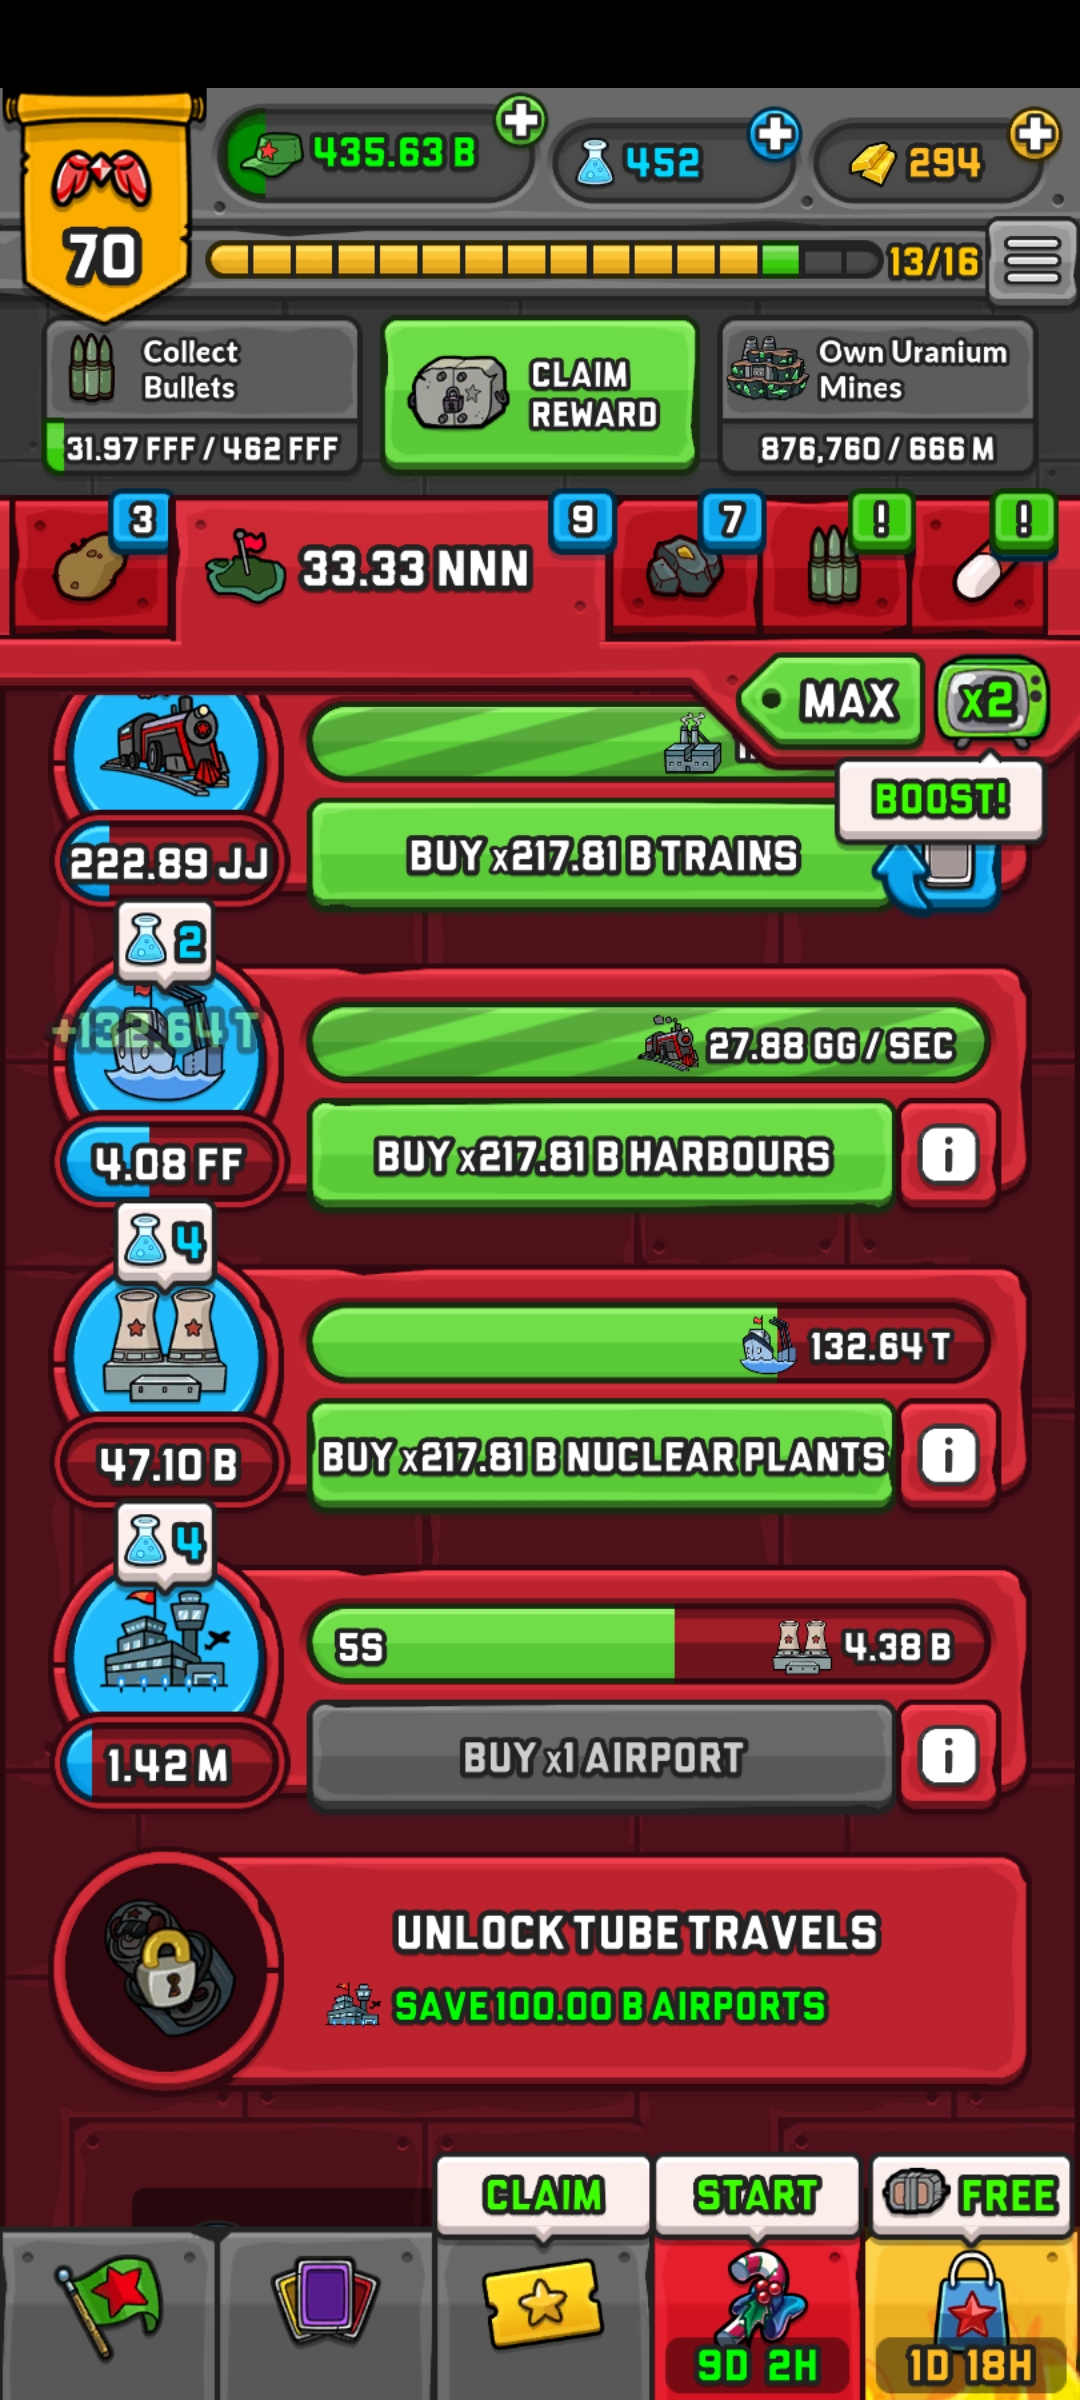 435.63 B
452
294
70
13/16
Collect
Bullets
31.97 FFF / 462 FFF
CLAIM
REWARD
Own Uranium
Mines
876,760 / 666 M
3
33.33 NNN
9
7
!
!
MAX
x2
BOOST!
222.89 JJ
BUY x217.81 B TRAINS
2
+132.64 T
27.88 GG / SEC
4.08 FF
BUY x217.81 B HARBOURS
i
4
132.64 T
47.10 B
BUY x217.81 B NUCLEAR PLANTS
i
4
5S
4.38 B
1.42 M
BUY x1 AIRPORT
i
UNLOCK TUBE TRAVELS
SAVE 100.00 B AIRPORTS
CLAIM
START
FREE
9D 2H
1D 18H